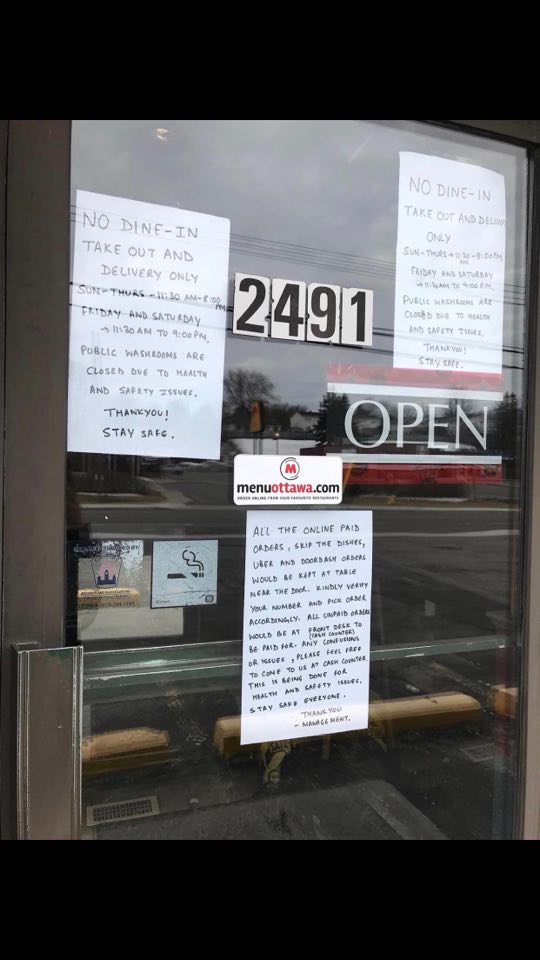 NO DINE-IN
TAKE OUT AND
DELIVERY ONLY
SUN-THURS - 11:30 AM-8:00 PM
FRIDAY AND SATURDAY
→ 11:30 AM TO 9:00 PM.
PUBLIC WASHROOMS ARE
CLOSED DUE TO HEALTH
AND SAFETY ISSUES.
THANKYOU!
STAY SAFE.
2491
NO DINE-IN
TAKE OUT AND DELIVERY
ONLY
SUN-THURS → 11:30 AM - 8:00 PM
FRIDAY AND SATURDAY
→ 11:30AM TO 9:00 PM.
PUBLIC WASHROOMS ARE
CLOSED DUE TO HEALTH
AND SAFETY ISSUES.
THANKYOU!
STAY SAFE.
OPEN
M
menuottawa.com
ORDER ONLINE FROM YOUR FAVOURITE RESTAURANTS
ALL THE ONLINE PAID
ORDERS, SKIP THE DISHES,
UBER AND DOORDASH ORDERS
WOULD BE KEPT AT TABLE
NEAR THE DOOR. KINDLY VERIFY
YOUR NUMBER AND PICK ORDER
ACCORDINGLY. ALL UNPAID ORDERS
WOULD BE AT FRONT DESK TO
(CASH COUNTER)
BE PAID FOR. ANY CONFUSIONS
OR ISSUES, PLEASE FEEL FREE
TO COME TO US AT CASH COUNTER.
THIS IS BEING DONE FOR
HEALTH AND SAFETY ISSUES.
STAY SAFE EVERYONE.
THANKYOU
- MANAGEMENT.